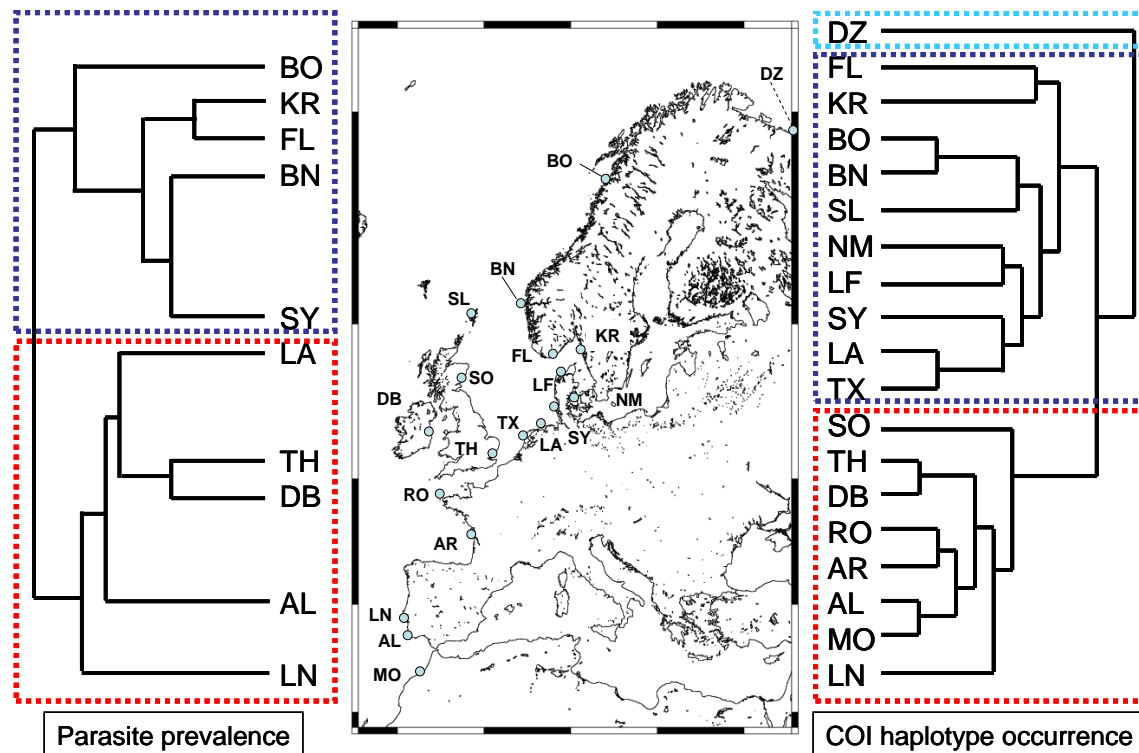 BO
KR
FL
BN
SY
LA
TH
DB
AL
LN
Parasite prevalence
DZ
BO
BN
SL
KR
FL
SO
LF
DB
NM
TX
SY
LA
TH
RO
AR
LN
AL
MO
DZ
FL
KR
BO
BN
SL
NM
LF
SY
LA
TX
SO
TH
DB
RO
AR
AL
MO
LN
COI haplotype occurrence